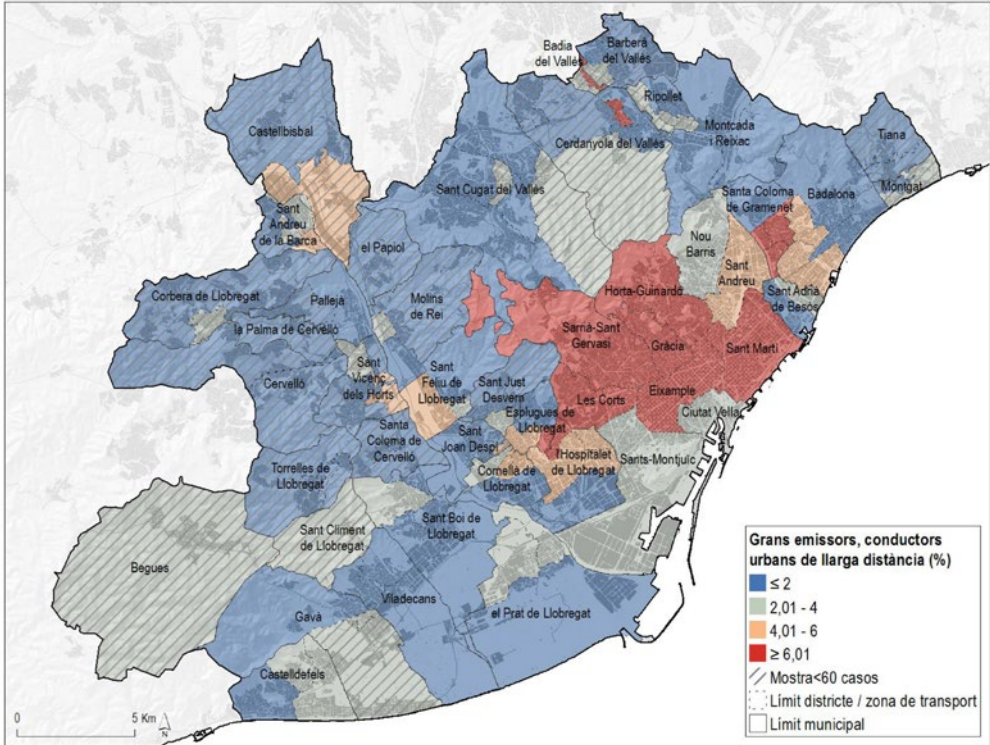 Badia
del Vallès
Barberà
del Vallès
Ripollet
Castellbisbal
Montcada
i Reixac
Tiana
Cerdanyola del Vallès
Montgat
Sant Cugat del Vallès
Santa Coloma
de Gramenet
Badalona
Sant
Andreu
de la Barca
el Papiol
Nou
Barris
Sant
Andreu
Horta-Guinardó
Sant Adrià
de Besòs
Corbera de Llobregat
Pallejà
Molins
de Rei
la Palma de Cervelló
Sarrià-Sant
Gervasi
Gràcia
Sant Martí
Cervelló
Sant
Vicenç
dels Horts
Sant
Feliu de
Llobregat
Sant Just
Desvern
Les Corts
Eixample
Esplugues de
Llobregat
Ciutat Vella
Santa
Coloma de
Cervelló
Sant
Joan Despí
l'Hospitalet
de Llobregat
Sants-Montjuïc
Cornellà de
Llobregat
Torrelles de
Llobregat
Sant Boi de
Llobregat
Sant Climent
de Llobregat
Begues
Viladecans
Gavà
el Prat de Llobregat
Castelldefels
0 5 Km
N
Grans emissors, conductors
urbans de llarga distància (%)
≤ 2
2,01 - 4
4,01 - 6
≥ 6,01
Mostra<60 casos
Límit districte / zona de transport
Límit municipal